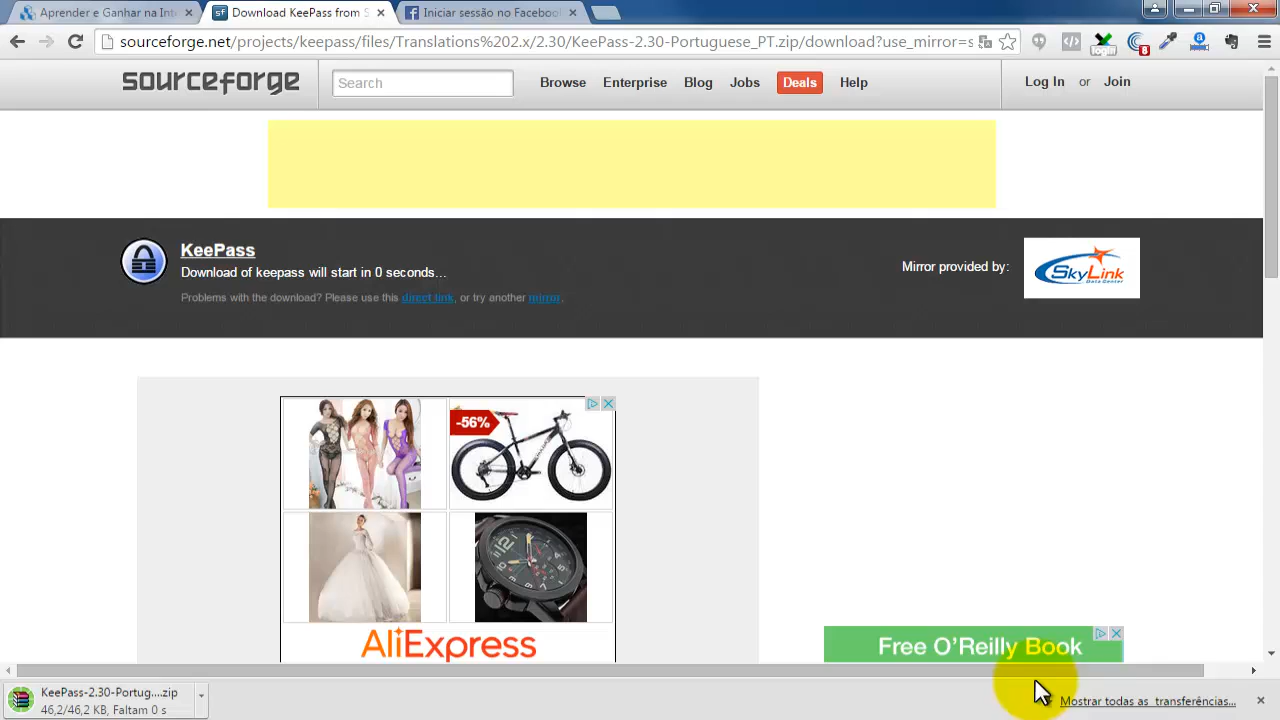 Aprender e Ganhar na Int
Download KeePass from S
Iniciar sessão no Facebook
sourceforge.net/projects/keepass/files/Translations%202.x/2.30/KeePass-2.30-Portuguese_PT.zip/download?use_mirror=s
login
8
sourceforge
Search
Browse
Enterprise
Blog
Jobs
Deals
Help
Log In or Join
KeePass
Download of keepass will start in 0 seconds...
Problems with the download? Please use this direct link, or try another mirror.
Mirror provided by:
SkyLink
Data Center
-56%
AliExpress
Free O'Reilly Book
KeePass-2.30-Portug....zip
46,2/46,2 KB, Faltam 0 s
Mostrar todas as transferências...